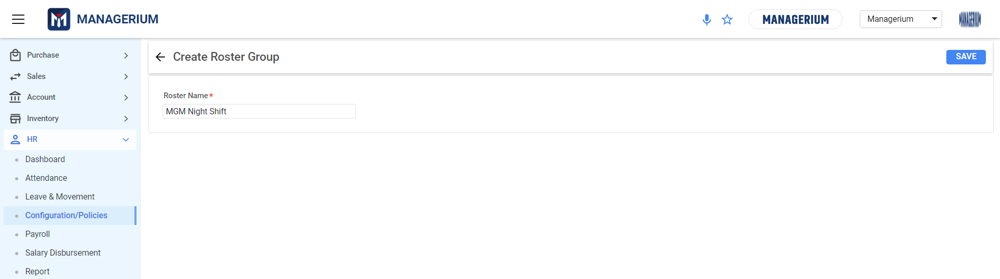 MANAGERIUM
MANAGERIUM
Managerium
MANAGERIUM
Purchase
Sales
Account
Inventory
HR
Dashboard
Attendance
Leave & Movement
Configuration/Policies
Payroll
Salary Disbursement
Report
Create Roster Group
SAVE
Roster Name*
MGM Night Shift